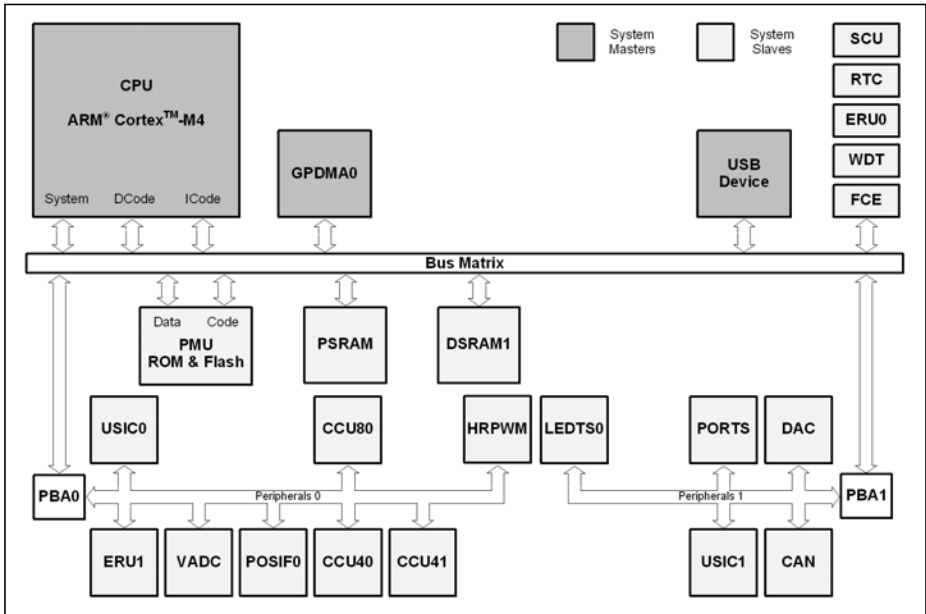 System
Masters
System
Slaves
SCU
RTC
ERU0
WDT
FCE
CPU
ARM® Cortex™-M4
System
DCode
ICode
GPDMA0
USB
Device
Bus Matrix
Data
Code
PMU
ROM & Flash
PSRAM
DSRAM1
USIC0
CCU80
HRPWM
LEDTS0
PORTS
DAC
PBA0
Peripherals 0
Peripherals 1
PBA1
ERU1
VADC
POSIF0
CCU40
CCU41
USIC1
CAN